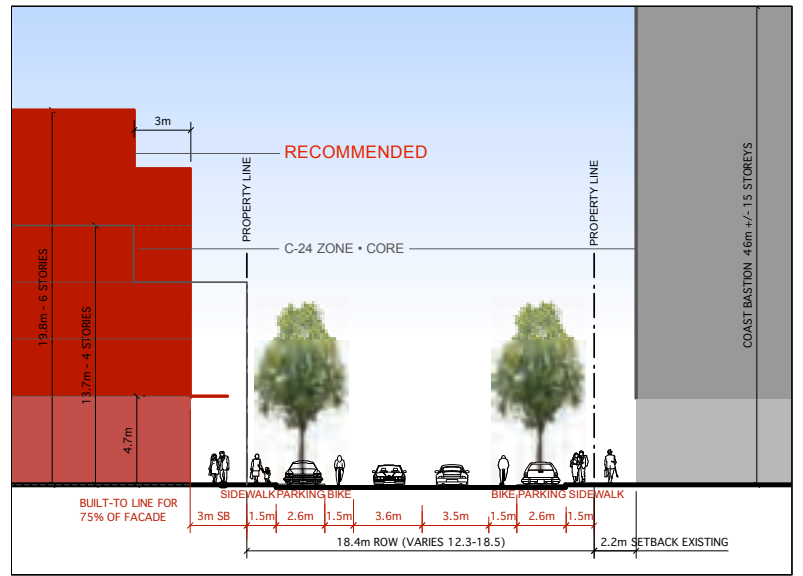 3m
RECOMMENDED
PROPERTY LINE
PROPERTY LINE
C-24 ZONE • CORE
COAST BASTION 46m +/- 15 STOREYS
19.8m - 6 STORIES
13.7m - 4 STORIES
4.7m
BUILT-TO LINE FOR
75% OF FACADE
SIDEWALK PARKING BIKE
BIKE PARKING SIDEWALK
3m SB 1.5m 2.6m 1.5m 3.6m 3.5m 1.5m 2.6m 1.5m
18.4m ROW (VARIES 12.3-18.5)
2.2m SETBACK EXISTING